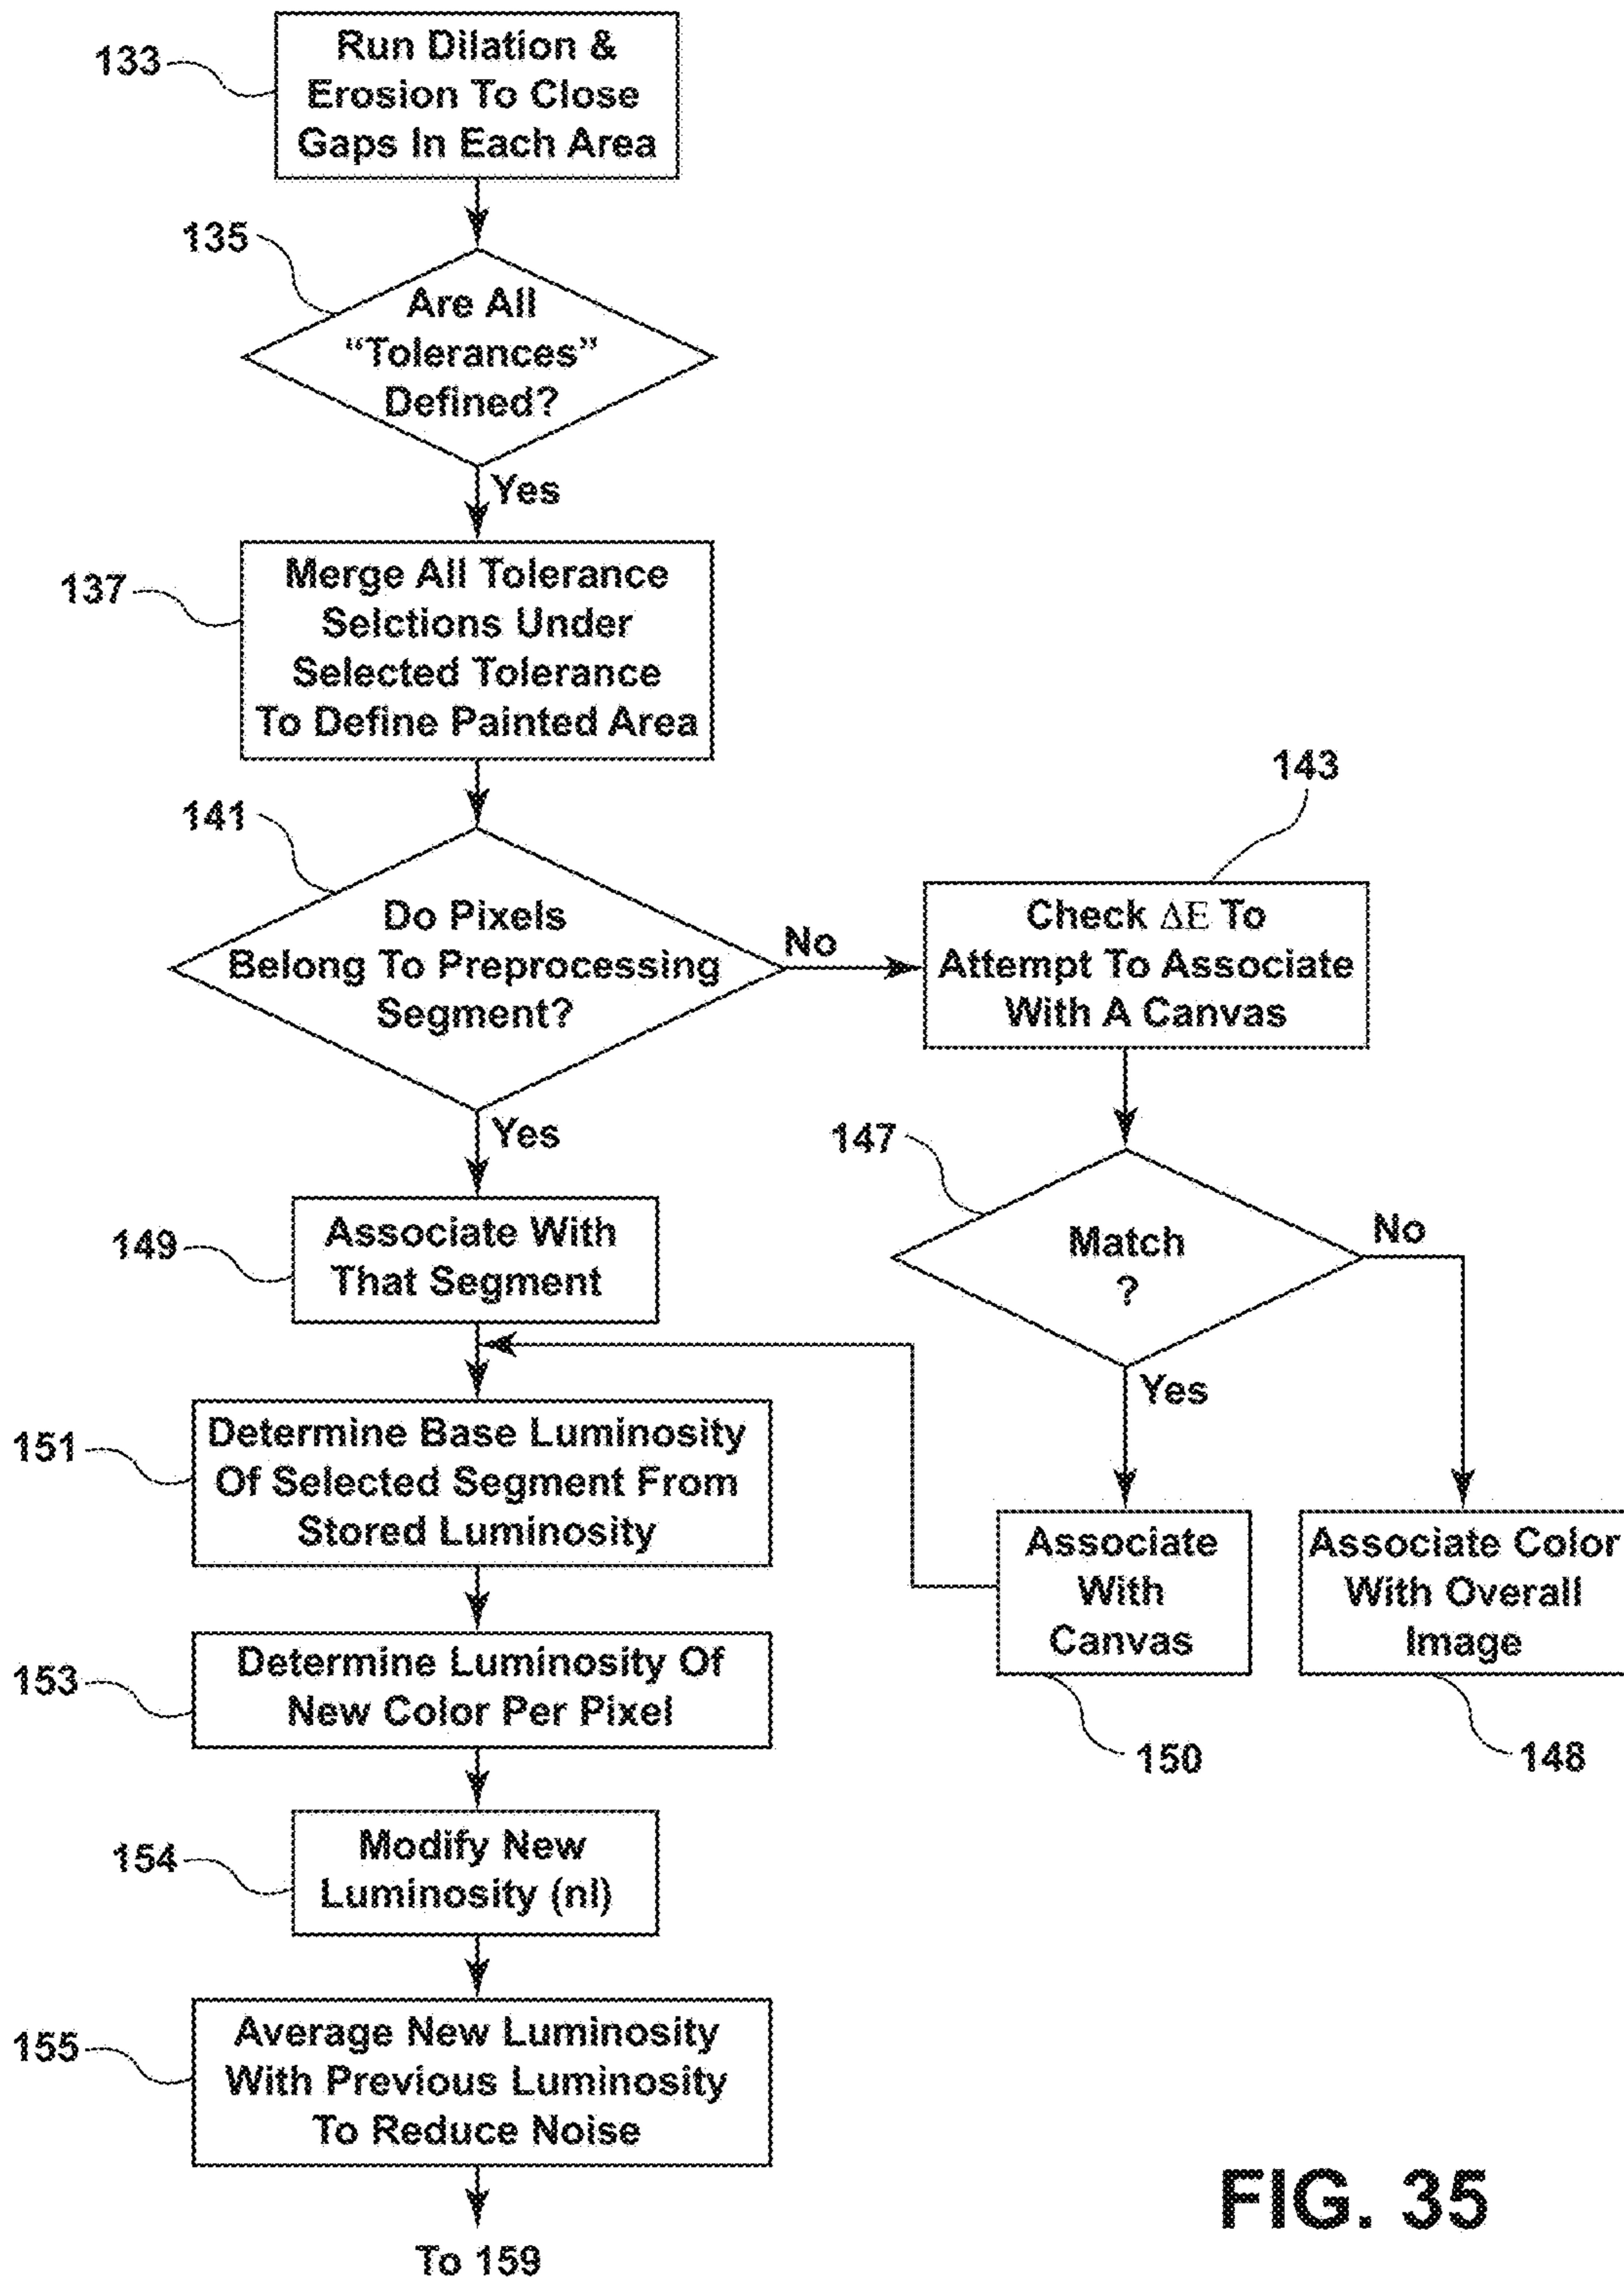 133
Run Dilation &
Erosion To Close
Gaps In Each Area
135
Are All
“Tolerances”
Defined?
Yes
137
Merge All Tolerance
Selctions Under
Selected Tolerance
To Define Painted Area
141
Do Pixels
Belong To Preprocessing
Segment?
No
143
Check ΔE To
Attempt To Associate
With A Canvas
Yes
147
Match
?
No
Yes
149
Associate With
That Segment
151
Determine Base Luminosity
Of Selected Segment From
Stored Luminosity
Associate
With
Canvas
150
Associate Color
With Overall
Image
148
153
Determine Luminosity Of
New Color Per Pixel
154
Modify New
Luminosity (nl)
155
Average New Luminosity
With Previous Luminosity
To Reduce Noise
To 159
FIG. 35